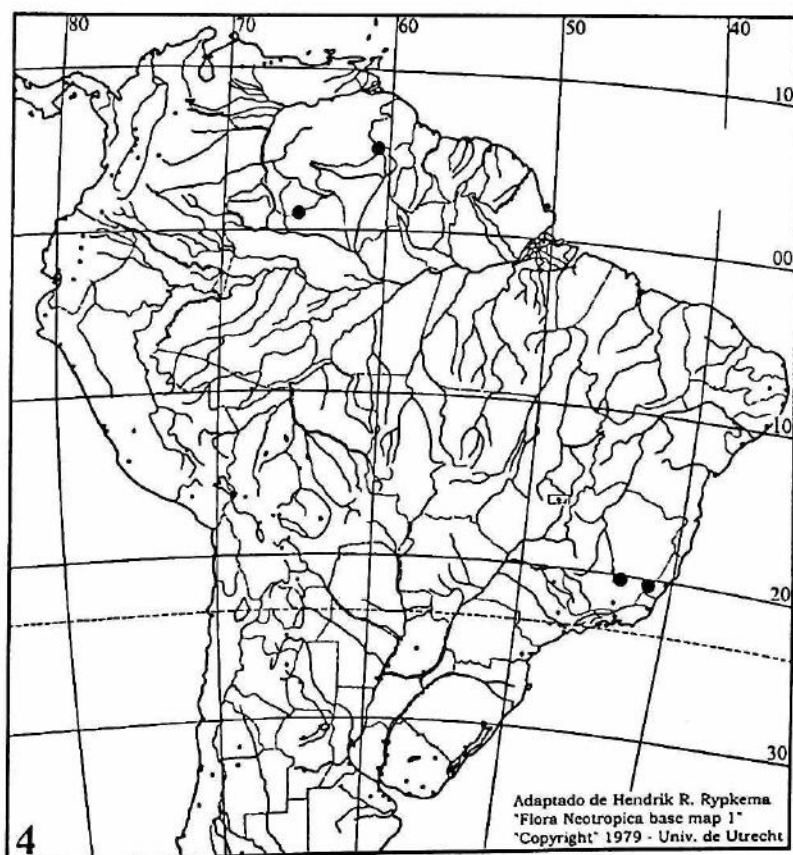 80 70 60 50 40
10
00
10
20
30
Adaptado de Hendrik R. Rypkema
"Flora Neotropica base map 1"
"Copyright" 1979 - Univ. de Utrecht
4